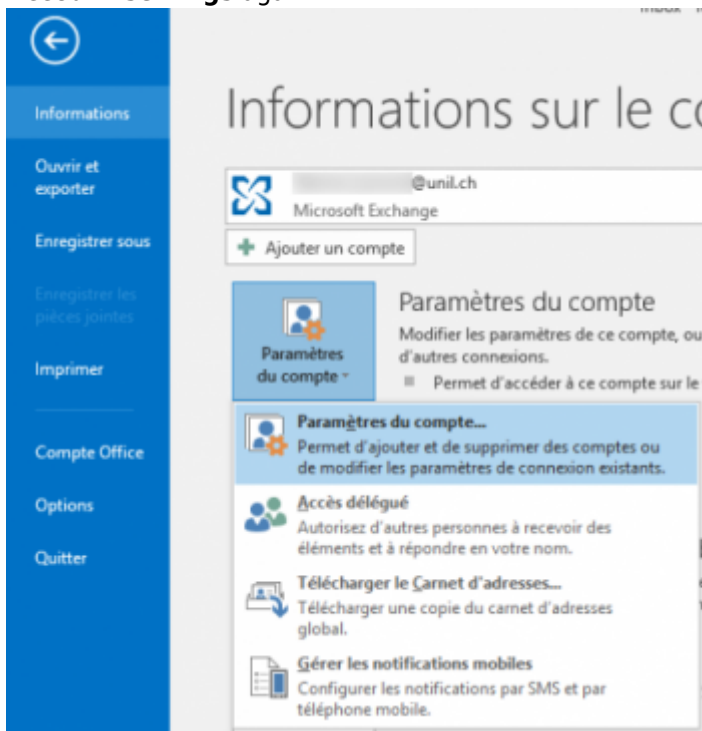 Informations
Ouvrir et
exporter
Enregistrer sous
Enregistrer les
pièces jointes
Imprimer
Compte Office
Options
Quitter
Informations sur le
@unil.ch
Microsoft Exchange
Ajouter un compte
Paramètres
du compte
Paramètres du compte
Modifier les paramètres de ce compte, ou
d'autres connexions.
Permet d'accéder à ce compte sur le
Paramètres du compte...
Permet d'ajouter et de supprimer des comptes ou
de modifier les paramètres de connexion existants.
Accès délégué
Autorisez d'autres personnes à recevoir des
éléments et à répondre en votre nom.
Télécharger le Carnet d'adresses...
Télécharger une copie du carnet d'adresses
global.
Gérer les notifications mobiles
Configurer les notifications par SMS et par
téléphone mobile.